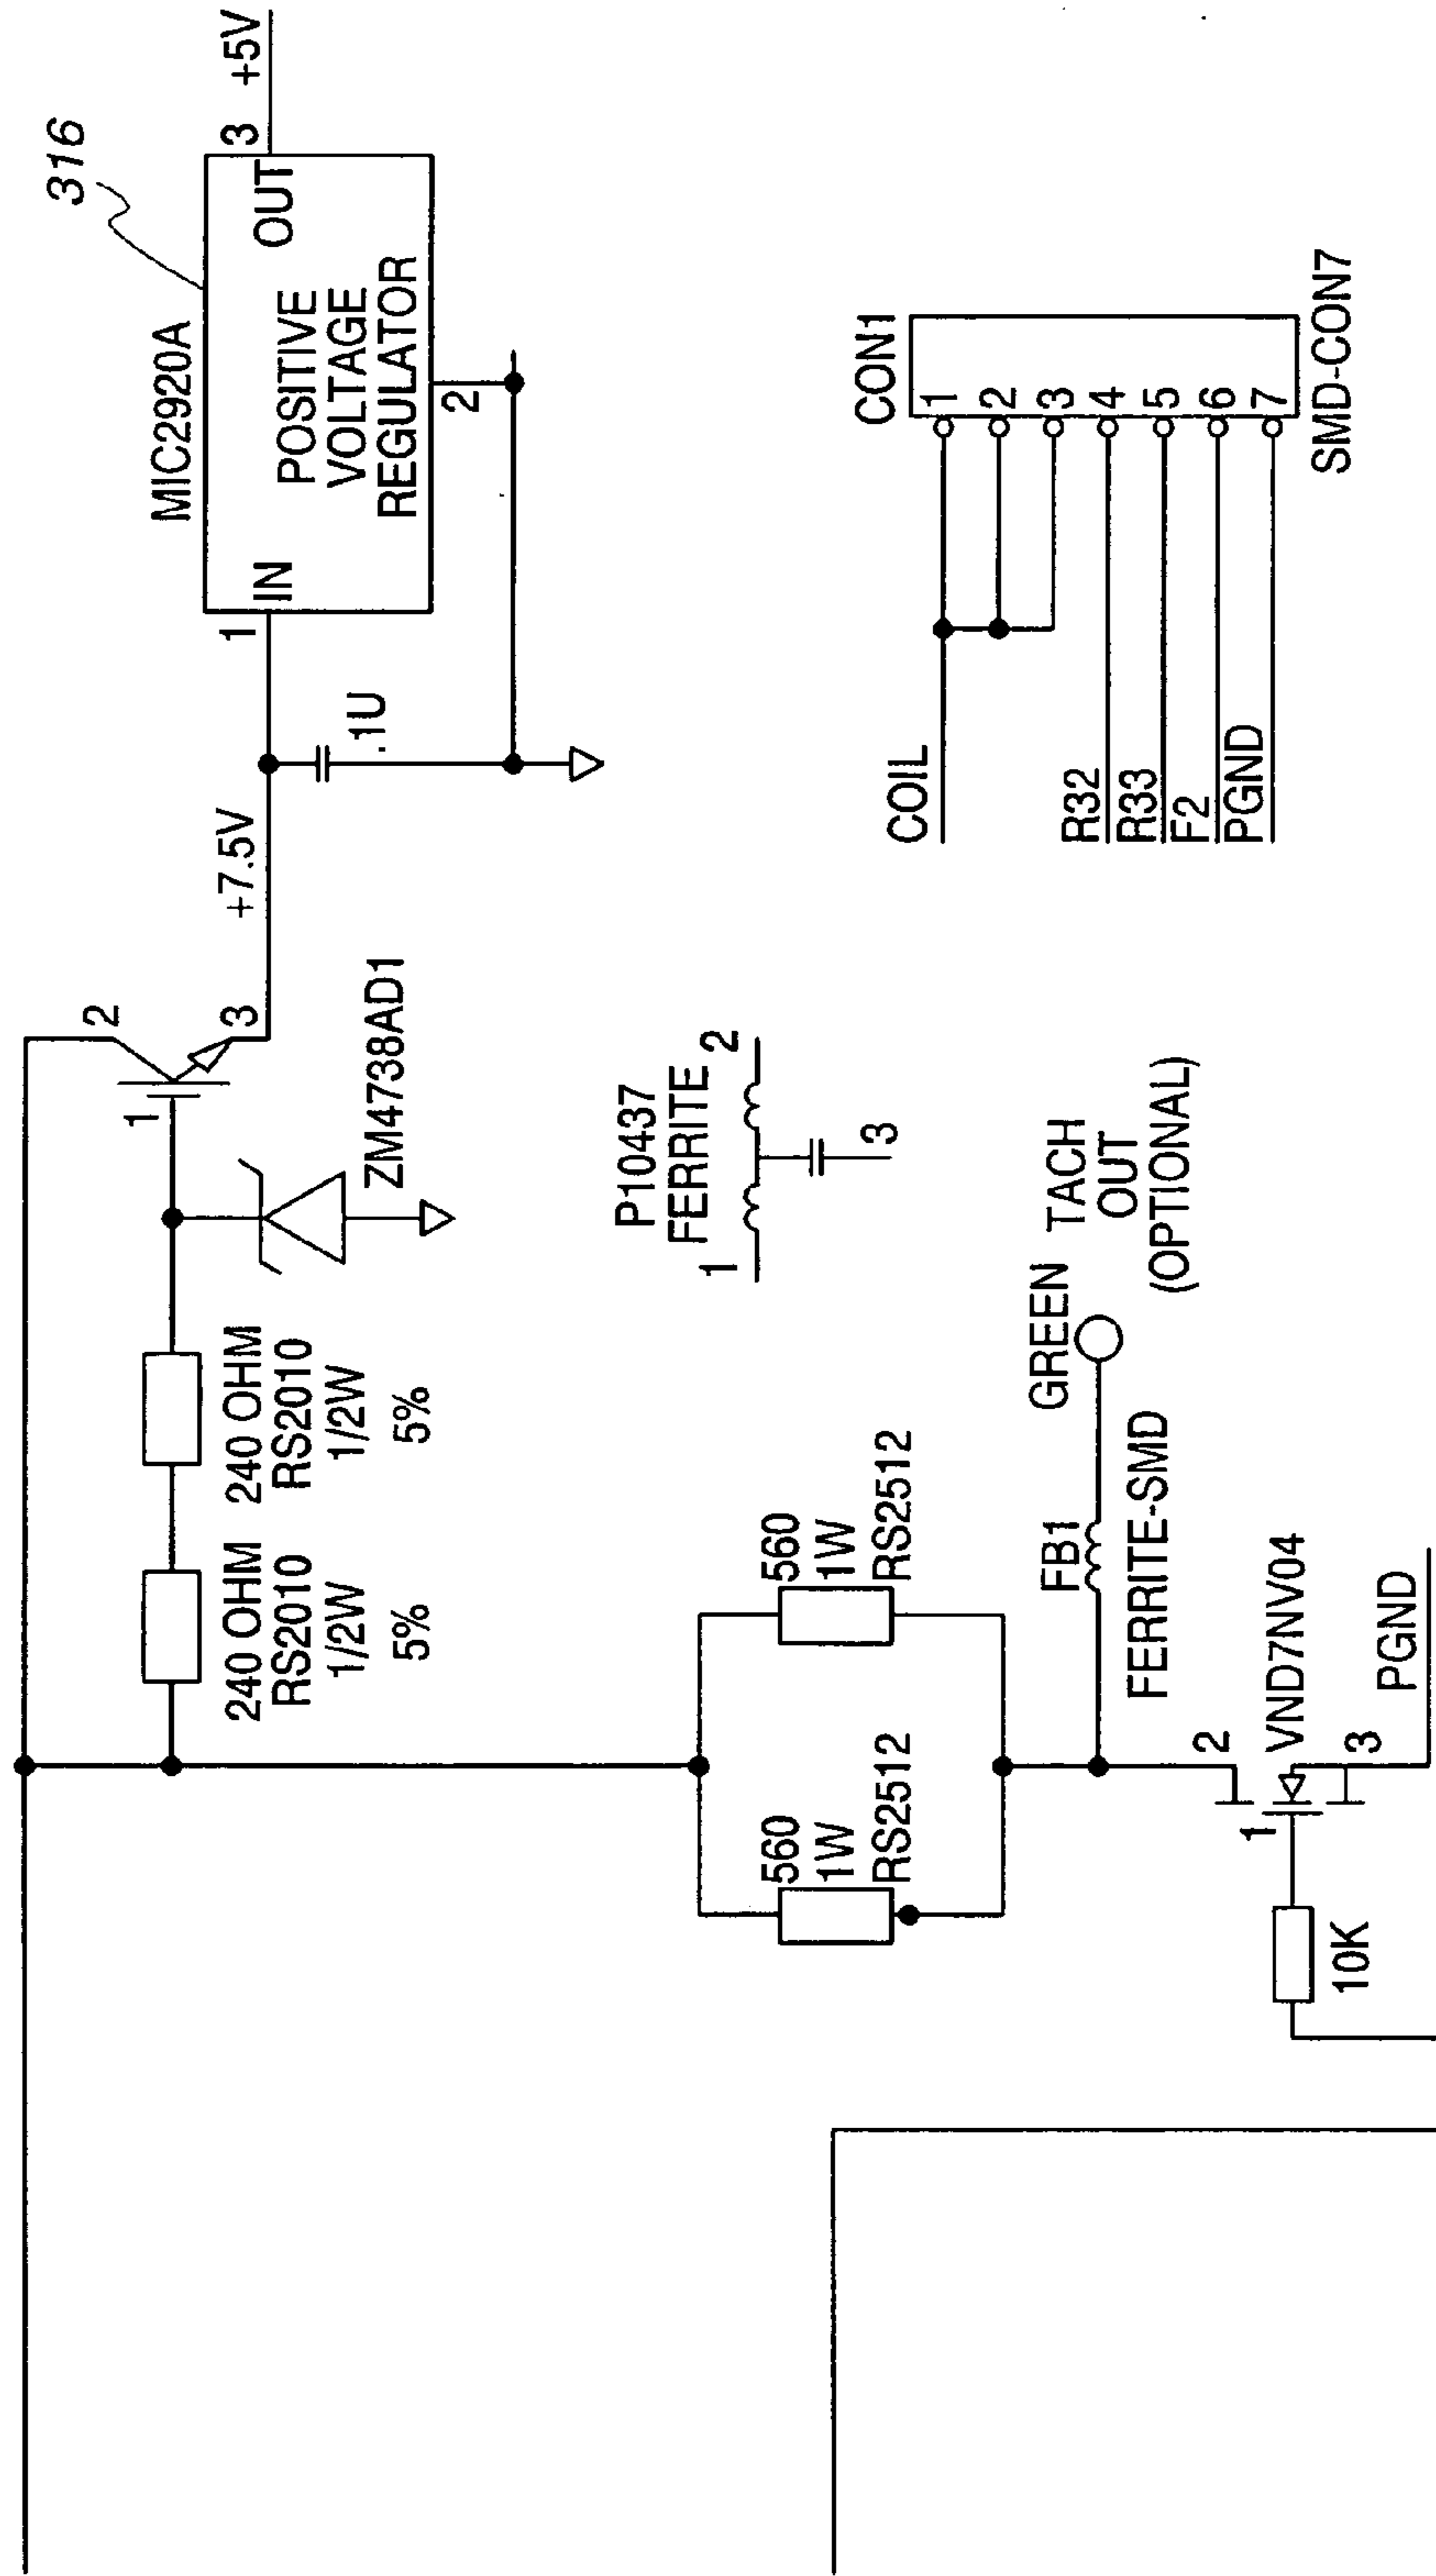 316
MIC2920A
1
IN
3
OUT
+5V
POSITIVE
VOLTAGE
REGULATOR
2
+7.5V
.1U
2
1
3
ZM4738AD1
240 OHM
RS2010
1/2W
5%
240 OHM
RS2010
1/2W
5%
P10437
FERRITE
1
2
3
CON1
COIL
R32
R33
F2
PGND
1
2
3
4
5
6
7
SMD-CON7
560
1W
RS2512
560
1W
RS2512
GREEN
TACH
OUT
(OPTIONAL)
FB1
FERRITE-SMD
VND7NV04
2
1
3
PGND
10K